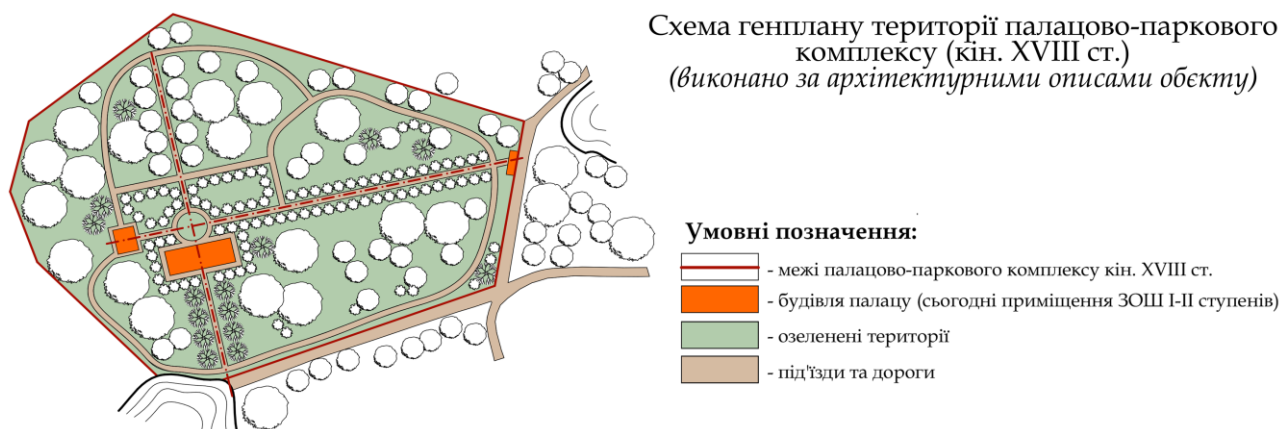 Схема генплану території палацово-паркового
комплексу (кін. XVIII ст.)
(виконано за архітектурними описами обєкту)
Умовні позначення:
- межі палацово-паркового комплексу кін. XVIII ст.
- будівля палацу (сьогодні приміщення ЗОШ І-ІІ ступенів)
- озеленені території
- під'їзди та дороги